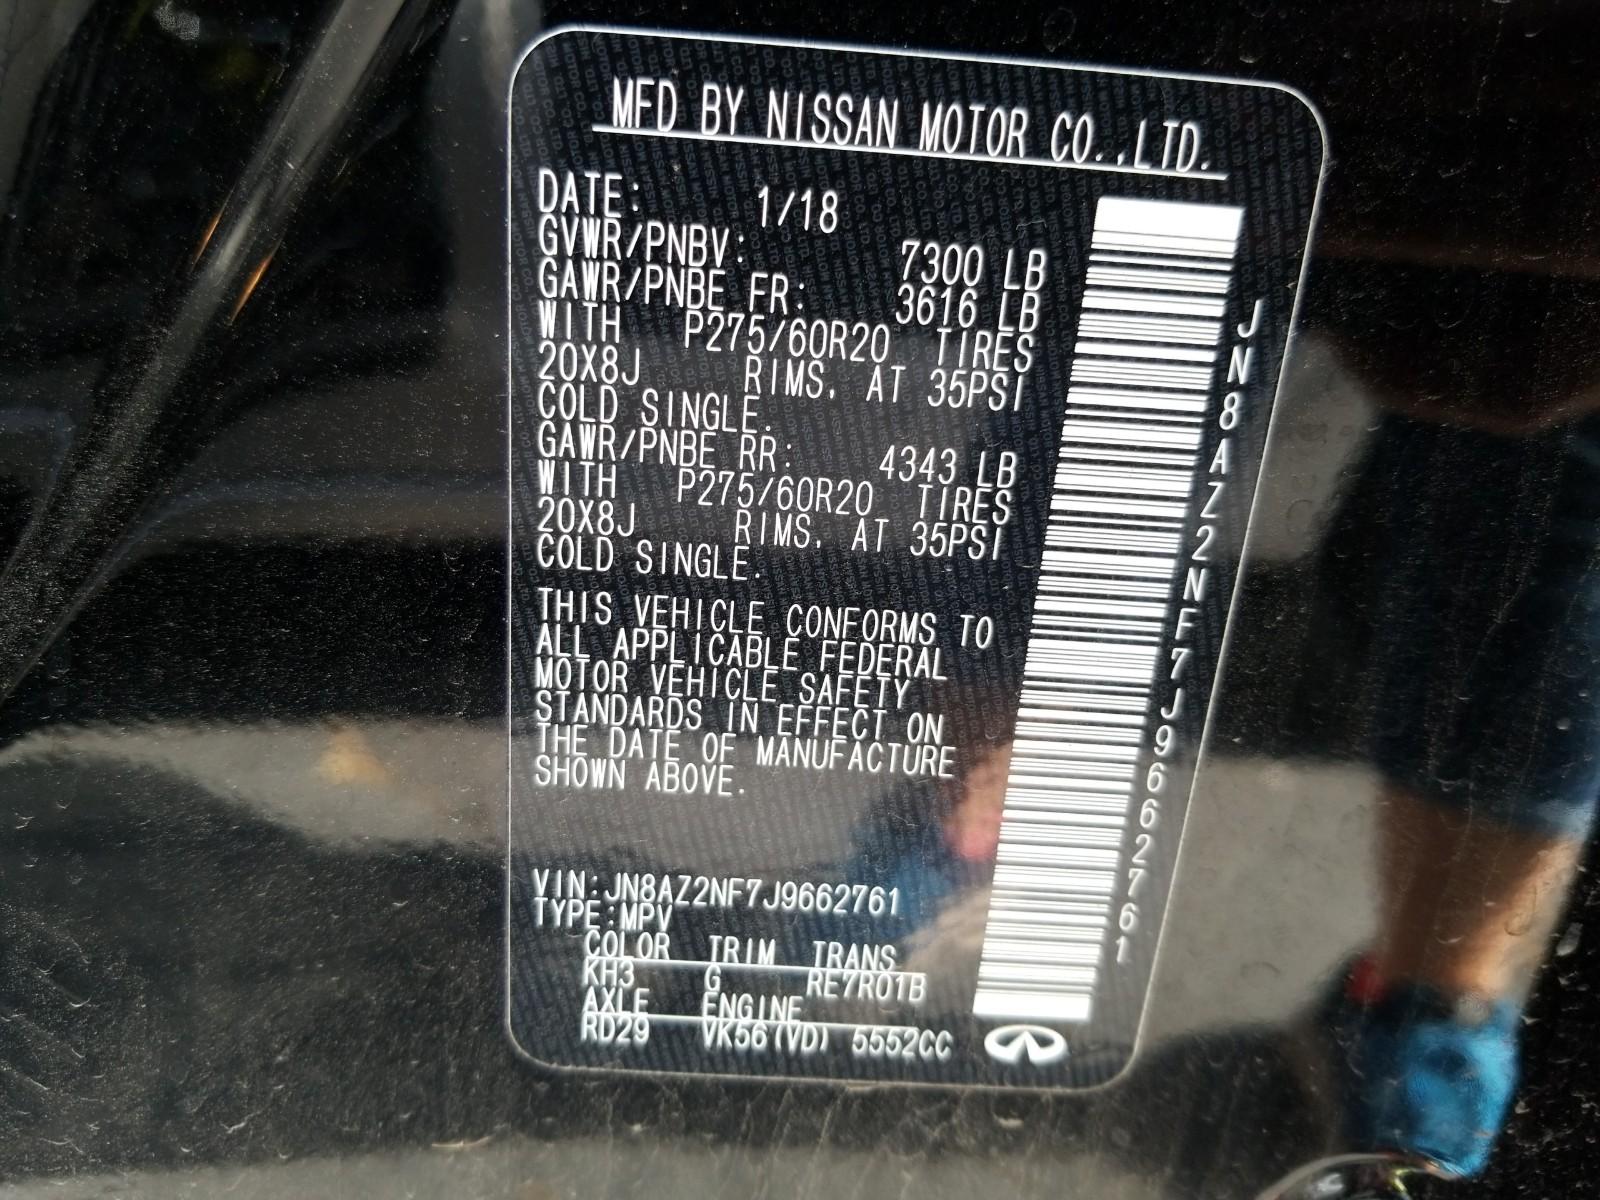 MFD BY NISSAN MOTOR CO.,LTD.
DATE: 1/18
GVWR/PNBV: 7300 LB
GAWR/PNBE FR: 3616 LB
WITH P275/60R20 TIRES
20X8J RIMS, AT 35PSI
COLD SINGLE.
GAWR/PNBE RR: 4343 LB
WITH P275/60R20 TIRES
20X8J RIMS, AT 35PSI
COLD SINGLE.
THIS VEHICLE CONFORMS TO
ALL APPLICABLE FEDERAL
MOTOR VEHICLE SAFETY
STANDARDS IN EFFECT ON
THE DATE OF MANUFACTURE
SHOWN ABOVE.
VIN:JN8AZ2NF7J9662761
TYPE:MPV
COLOR TRIM TRANS
KH3 G RE7R01B
AXLE ENGINE
RD29 VK56(VD) 5552CC
JN8AZ2NF7J9662761